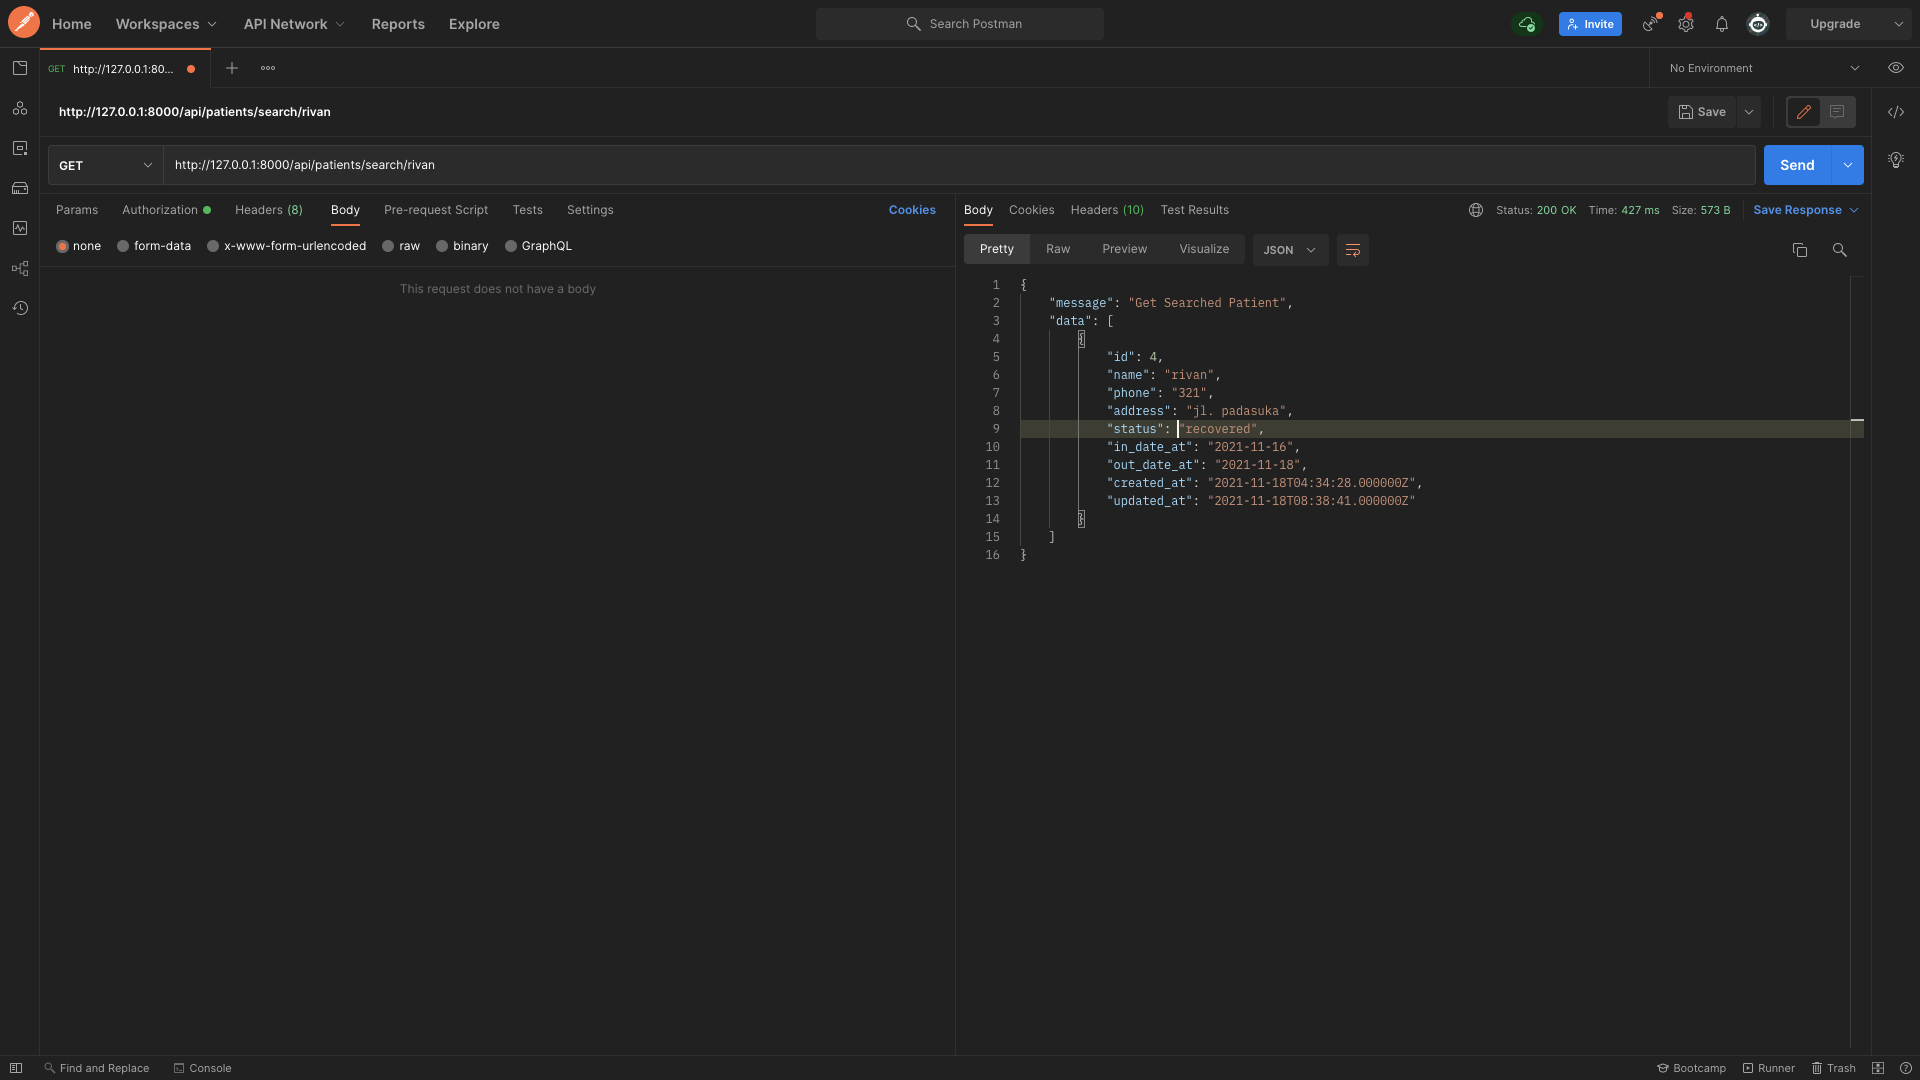 Home Workspaces API Network Reports Explore Search Postman Invite Upgrade
GET http://127.0.0.1:80... No Environment
http://127.0.0.1:8000/api/patients/search/rivan Save
GET http://127.0.0.1:8000/api/patients/search/rivan Send
Params Authorization Headers (8) Body Pre-request Script Tests Settings Cookies
none form-data x-www-form-urlencoded raw binary GraphQL
This request does not have a body
Body Cookies Headers (10) Test Results Status: 200 OK Time: 427 ms Size: 573 B Save Response
Pretty Raw Preview Visualize JSON
1 {
2 "message": "Get Searched Patient",
3 "data": [
4 {
5 "id": 4,
6 "name": "rivan",
7 "phone": "321",
8 "address": "jl. padasuka",
9 "status": "recovered",
10 "in_date_at": "2021-11-16",
11 "out_date_at": "2021-11-18",
12 "created_at": "2021-11-18T04:34:28.000000Z",
13 "updated_at": "2021-11-18T08:38:41.000000Z"
14 }
15 ]
16 }
Find and Replace Console Bootcamp Runner Trash